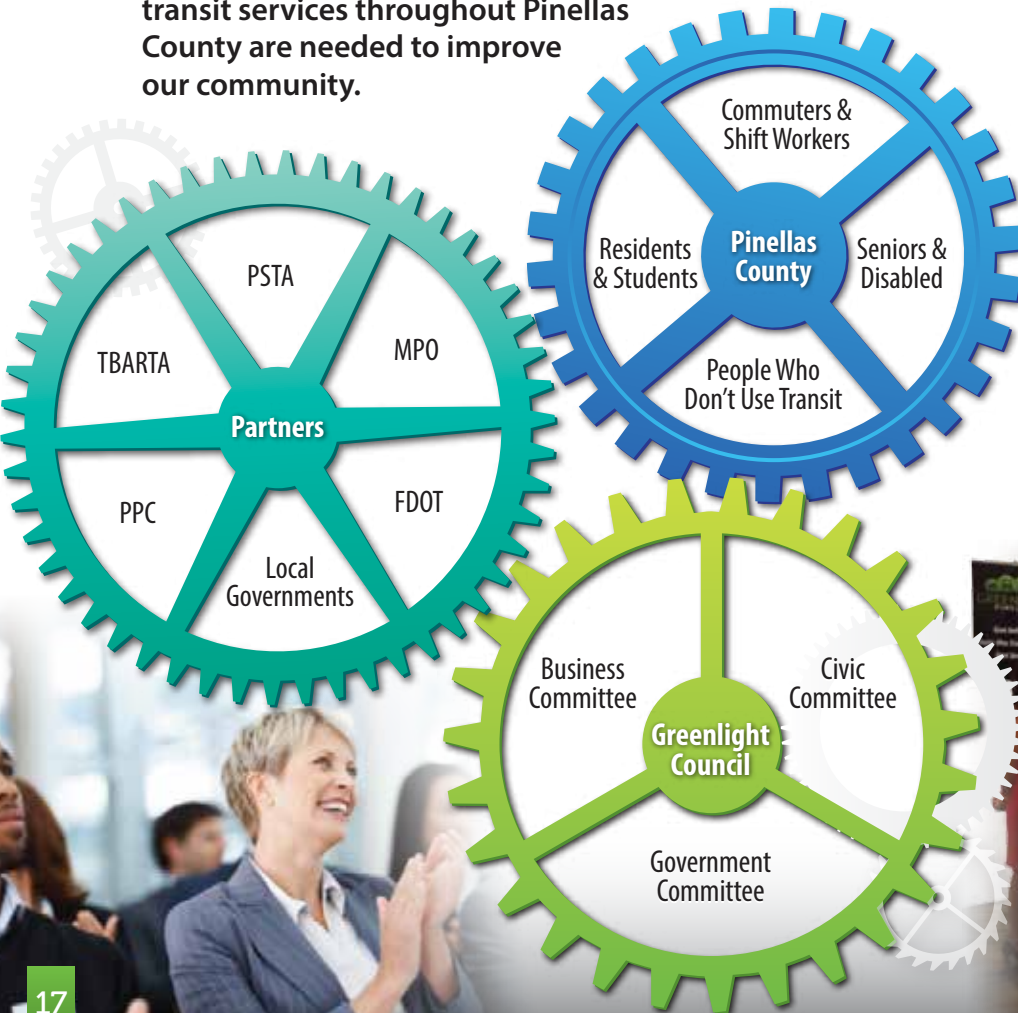 transit services throughout Pinellas
County are needed to improve
our community.
Commuters &
Shift Workers
Residents
& Students
Pinellas
County
Seniors &
Disabled
People Who
Don't Use Transit
PSTA
TBARTA
MPO
Partners
PPC
FDOT
Local
Governments
Business
Committee
Civic
Committee
Greenlight
Council
Government
Committee
17